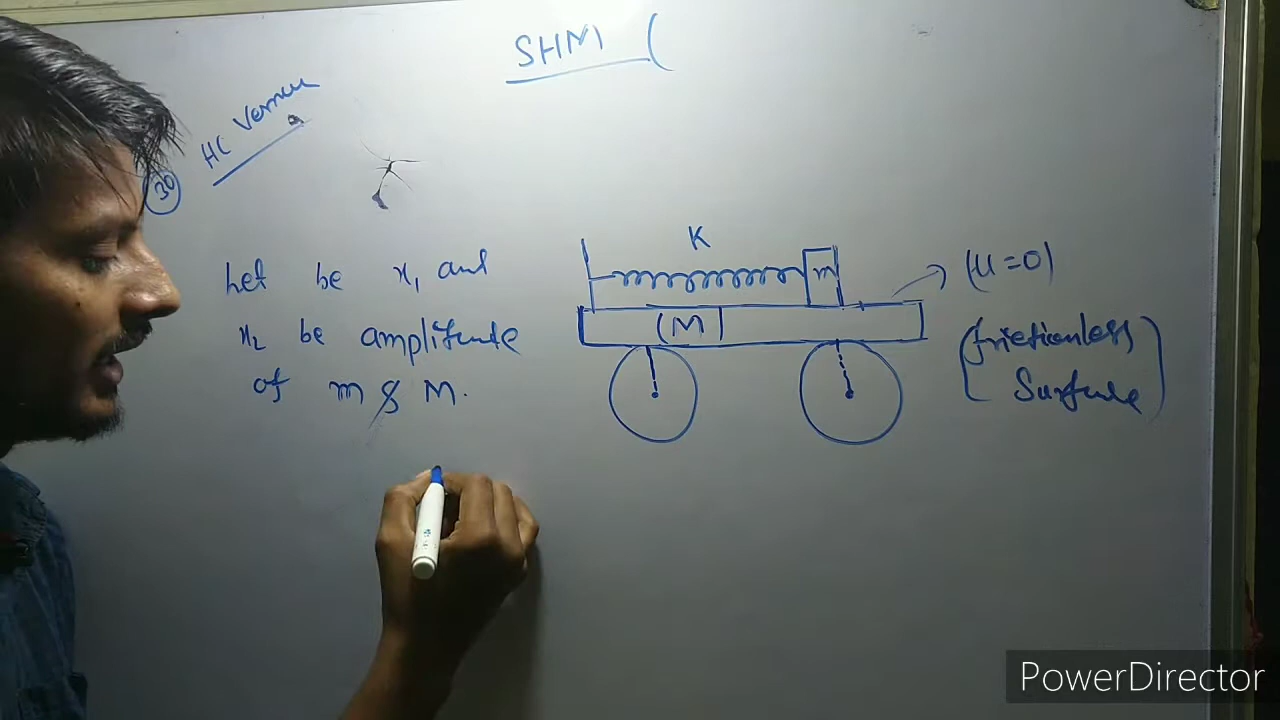 SHM (
HC Verma
30
Let be x₁ and
x₂ be amplitude
of m & M.
K
m
(M)
(μ=0)
(frictionless
Surface)
PowerDirector